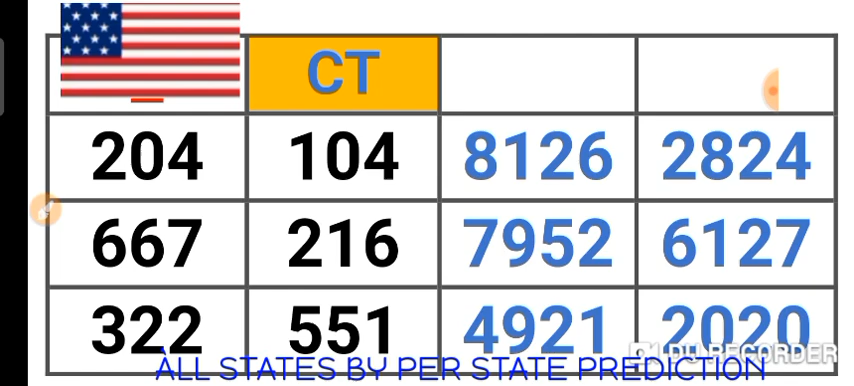 CT
204 104 8126 2824
667 216 7952 6127
322 551 4921 2020
DU RECORDER
ALL STATES BY PER STATE PREDICTION